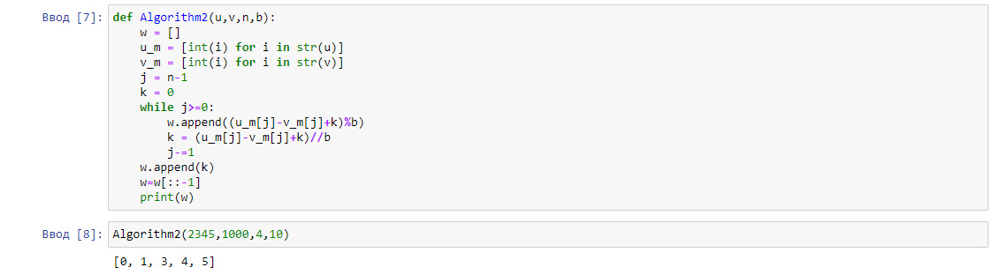 Ввод [7]: def Algorithm2(u,v,n,b):
    w = []
    u_m = [int(i) for i in str(u)]
    v_m = [int(i) for i in str(v)]
    j = n-1
    k = 0
    while j>=0:
        w.append((u_m[j]-v_m[j]+k)%b)
        k = (u_m[j]-v_m[j]+k)//b
        j-=1
    w.append(k)
    w=w[::-1]
    print(w)
Ввод [8]: Algorithm2(2345,1000,4,10)
[0, 1, 3, 4, 5]